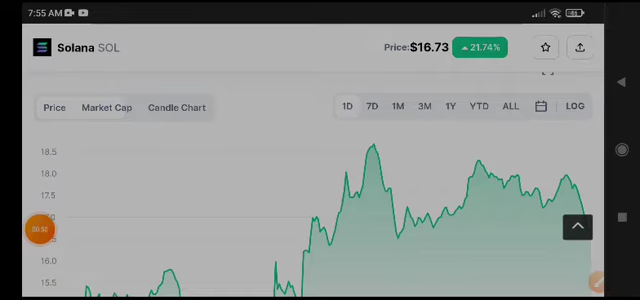 7:55 AM
Solana SOL
Price:$16.73 21.74%
Price Market Cap Candle Chart
1D 7D 1M 3M 1Y YTD ALL LOG
18.5
18.0
17.5
16.0
15.5